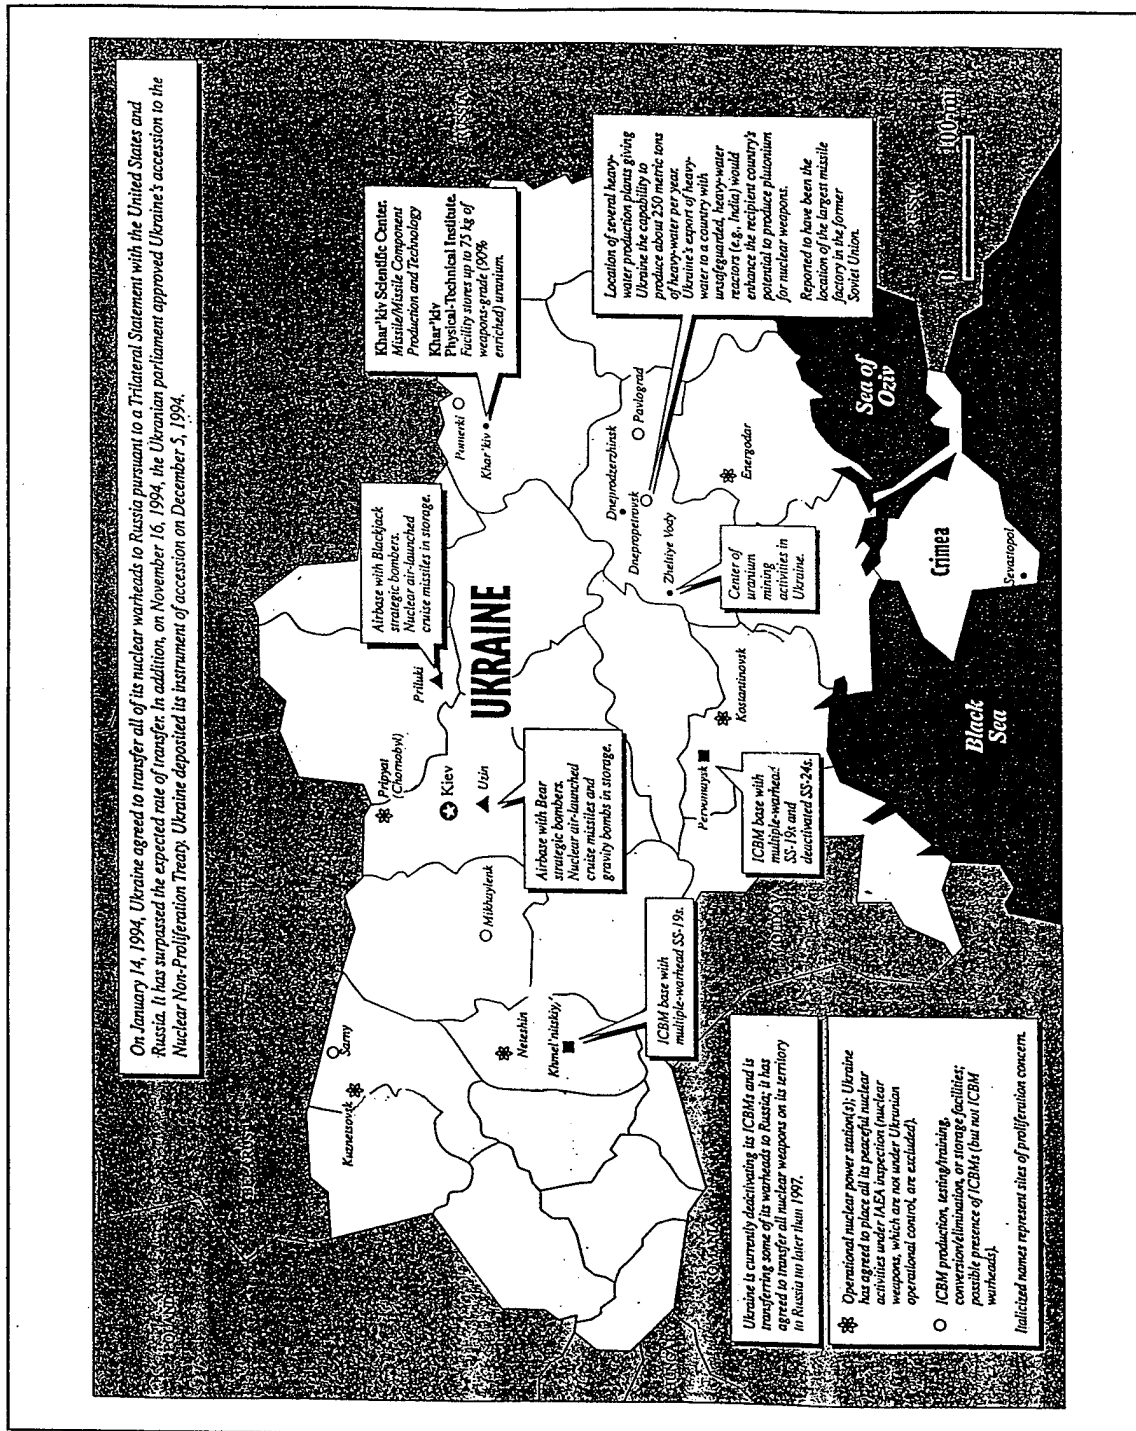 On January 14, 1994, Ukraine agreed to transfer all of its nuclear warheads to Russia pursuant to a Trilateral Statement with the United States and
Russia. It has surpassed the expected rate of transfer. In addition, on November 16, 1994, the Ukranian parliament approved Ukraine's accession to the
Nuclear Non-Proliferation Treaty. Ukraine deposited its instrument of accession on December 5, 1994.
Khar'kiv Scientific Center.
Missile/Missile Component
Production and Technology
Khar'kiv
Physical-Technical Institute.
Facility stores up to 75 kg of
weapons-grade (90%
enriched) uranium.
Airbase with Blackjack
strategic bombers.
Nuclear air-launched
cruise missiles in storage.
Sarny
Kuznetsovsk
Pripyat
(Chornobyl)
Priluki
Khar'kiv
Kiev
Uzin
UKRAINE
Mikhaylenk
Neteshin
Khmel'nitskiy
Airbase with Bear
strategic bombers.
Nuclear air-launched
cruise missiles and
gravity bombs in storage.
Location of several heavy-
water production plants giving
Ukraine the capability to
produce about 250 metric tons
of heavy-water per year.
Ukraine's export of heavy-
water to a country with
unsafeguarded, heavy-water
reactors (e.g., India) would
enhance the recipient country's
potential to produce plutonium
for nuclear weapons.
Reported to have been the
location of the largest missile
factory in the former
Soviet Union.
Dneprodzerzhinsk
Pavlograd
Dnepropetrovsk
Zheltiye Vody
Energodar
ICBM base with
multiple-warhead SS-19s.
Pervomaysk
Kostantinovsk
Center of
uranium
mining
activities in
Ukraine.
ICBM base with
multiple-warhead
SS-19s and
deactivated SS-24s.
ROMANIA
Sea of
Oziv
Crimea
Sevastopol
Black
Sea
0 100 mi
Ukraine is currently deactivating its ICBMs and is
transferring some of its warheads to Russia; it has
agreed to transfer all nuclear weapons on its territory
to Russia no later than 1997.
Operational nuclear power station(s); Ukraine
has agreed to place all its peaceful nuclear
activities under IAEA inspection (nuclear
weapons, which are not under Ukranian
operational control, are excluded).
ICBM production, testing/training,
conversion/elimination, or storage facilities;
possible presence of ICBMs (but not ICBM
warheads).
Italicized names represent sites of proliferation concern.